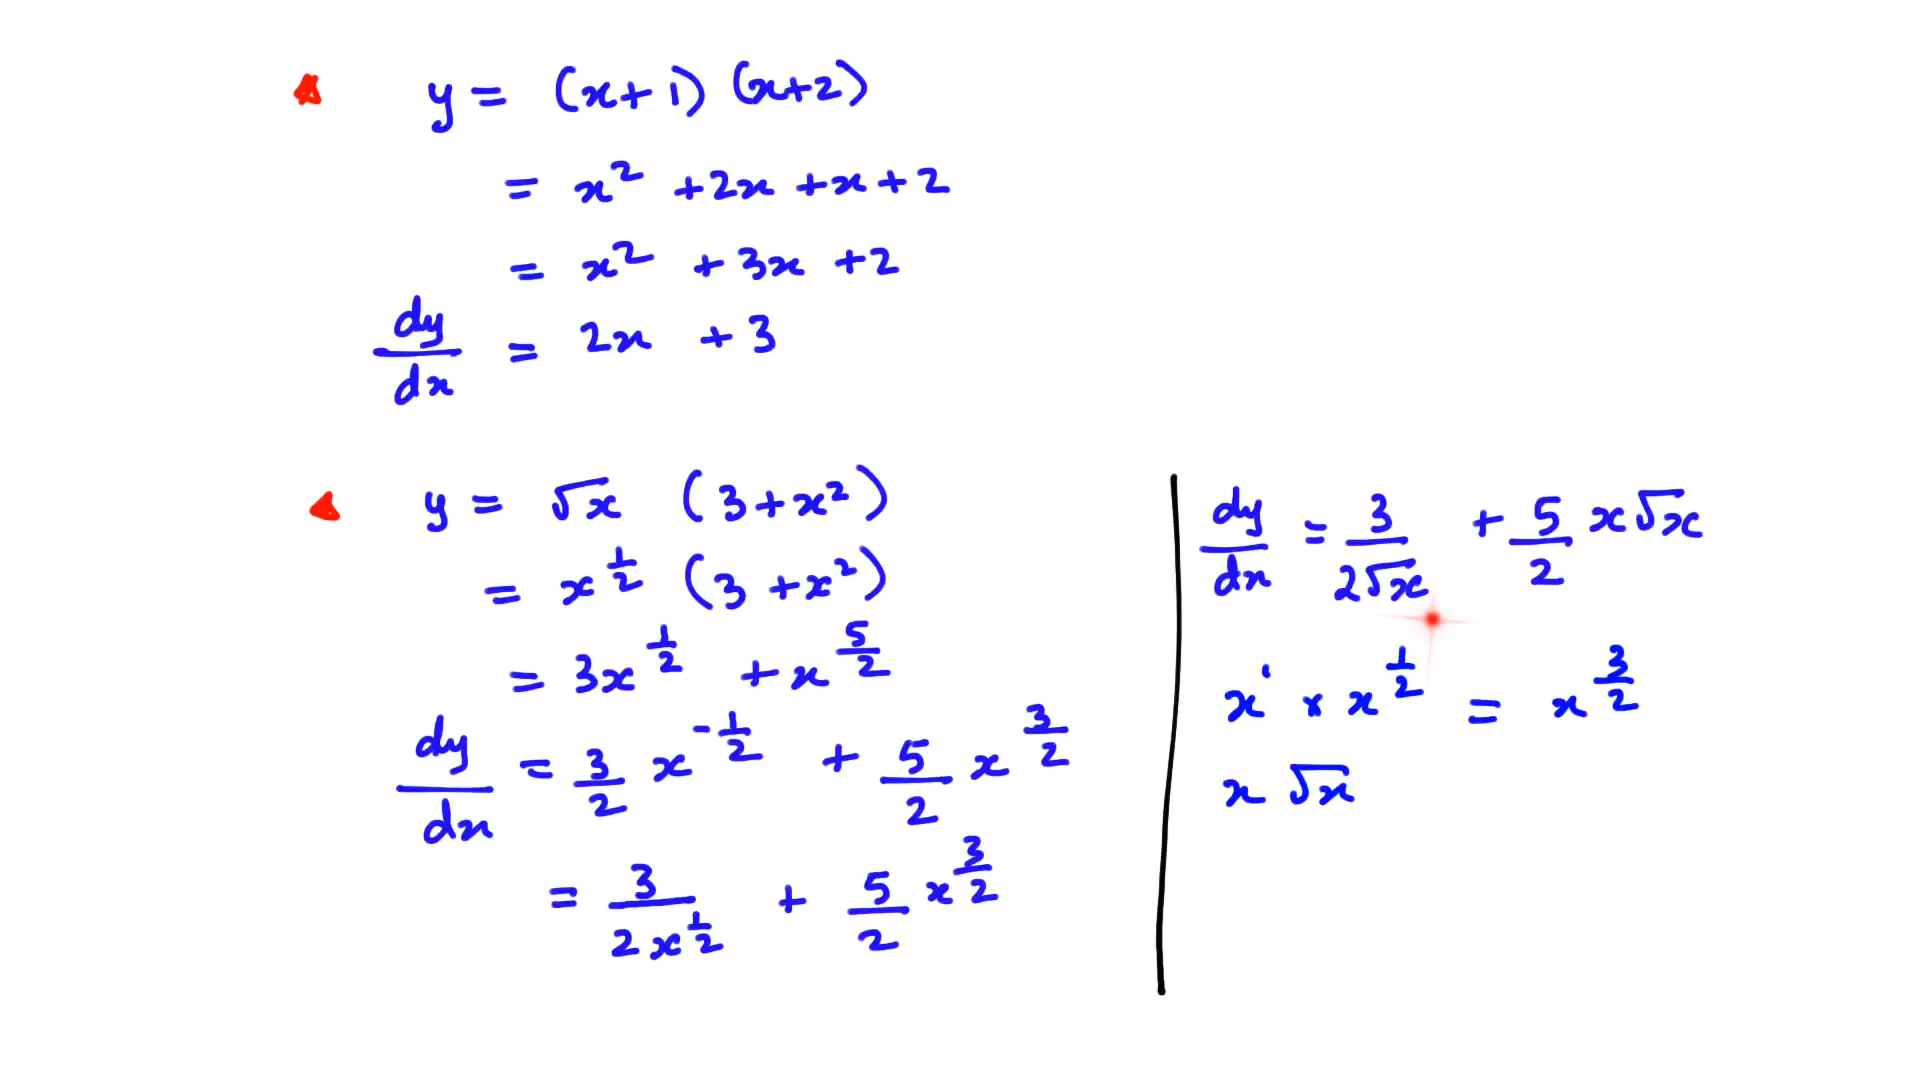 y = (x+1) (x+2)
= x² +2x +x +2
= x² +3x +2
dy/dx = 2x +3
y = √x (3+x²)
= x^(1/2) (3+x²)
= 3x^(1/2) + x^(5/2)
dy/dx = 3/2 x^(-1/2) + 5/2 x^(3/2)
= 3/(2x^(1/2)) + 5/2 x^(3/2)
dy/dx = 3/(2√x) + 5/2 x√x
x¹ × x^(1/2) = x^(3/2)
x √x